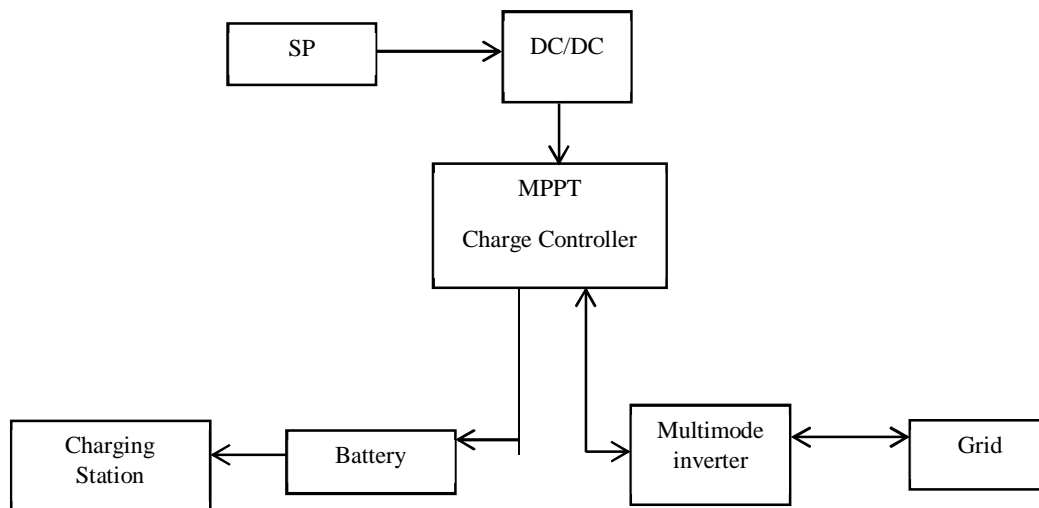 SP
DC/DC
MPPT
Charge Controller
Charging
Station
Battery
Multimode
inverter
Grid